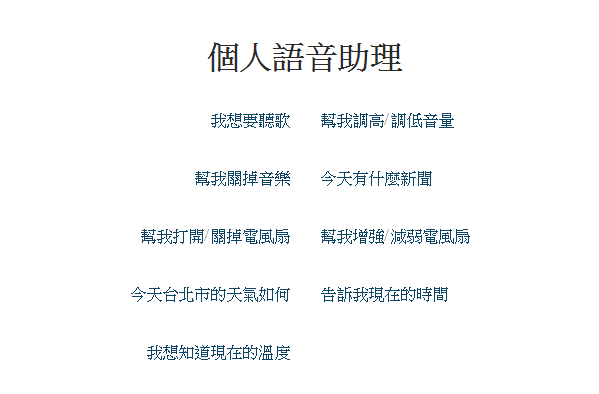 個人語音助理
我想要聽歌 幫我調高/調低音量
幫我關掉音樂 今天有什麼新聞
幫我打開/關掉電風扇 幫我增強/減弱電風扇
今天台北市的天氣如何 告訴我現在的時間
我想知道現在的溫度